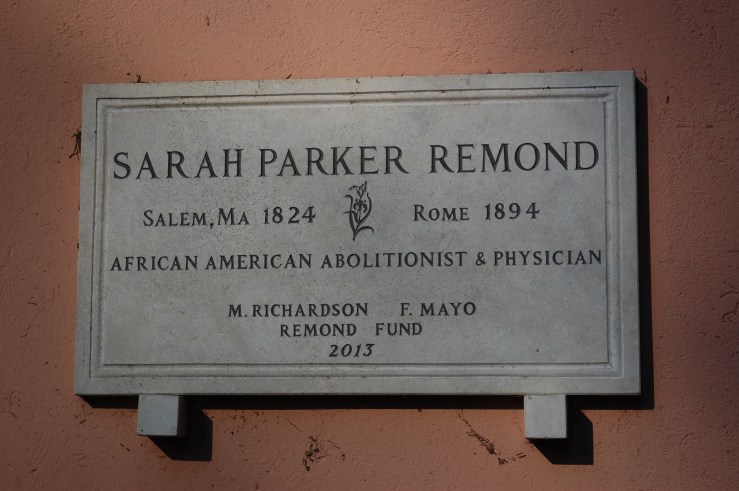 SARAH PARKER REMOND
SALEM, MA 1824 ROME 1894
AFRICAN AMERICAN ABOLITIONIST & PHYSICIAN
M. RICHARDSON F. MAYO
REMOND FUND
2013